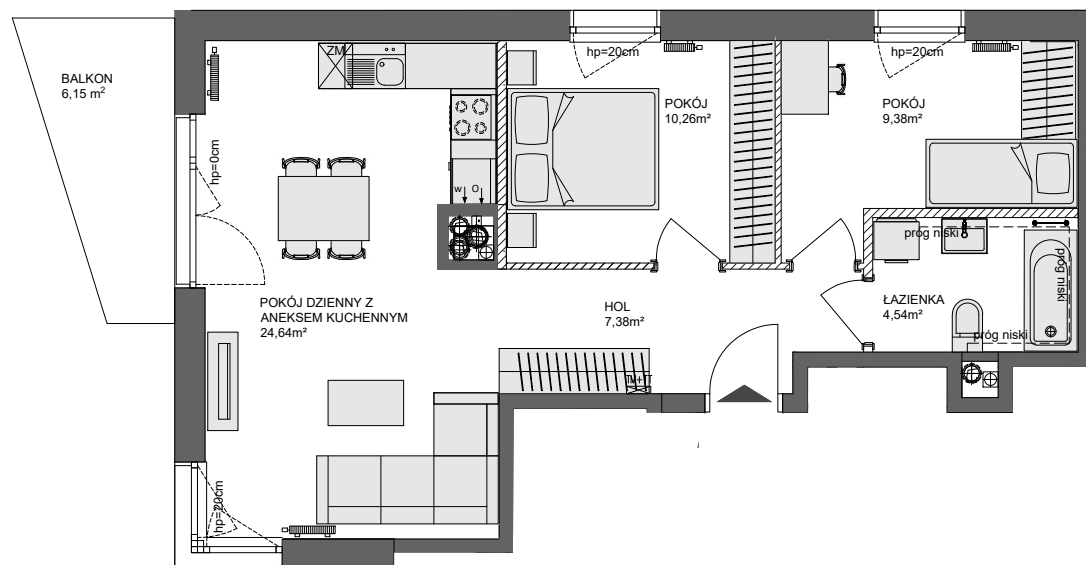 ZM
hp=20cm
hp=20cm
BALKON
6,15 m²
POKÓJ
10,26m²
POKÓJ
9,38m²
hp=0cm
w
O
próg niski
próg niski
POKÓJ DZIENNY Z
ANEKSEM KUCHENNYM
24,64m²
HOL
7,38m²
ŁAZIENKA
4,54m²
próg niski
TM+TT
hp=20cm